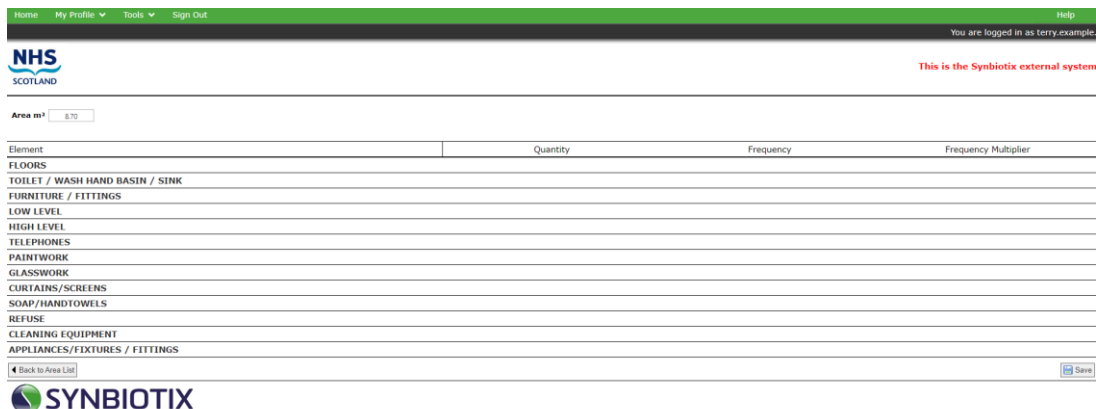 Home My Profile Tools Sign Out Help
You are logged in as terry.example.
NHS
SCOTLAND
This is the Synbiotix external system
Area m² 8.70
Element Quantity Frequency Frequency Multiplier
FLOORS
TOILET / WASH HAND BASIN / SINK
FURNITURE / FITTINGS
LOW LEVEL
HIGH LEVEL
TELEPHONES
PAINTWORK
GLASSWORK
CURTAINS/SCREENS
SOAP/HANDTOWELS
REFUSE
CLEANING EQUIPMENT
APPLIANCES/FIXTURES / FITTINGS
Back to Area List Save
SYNBIOTIX